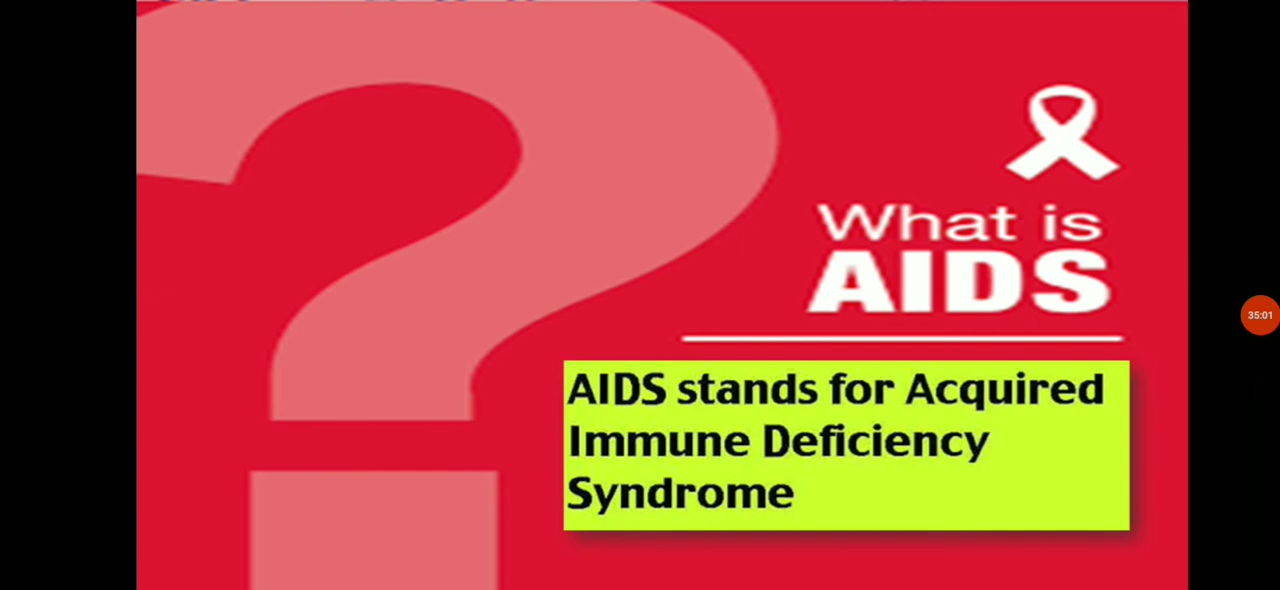 What is
AIDS
AIDS stands for Acquired
Immune Deficiency
Syndrome
35:01